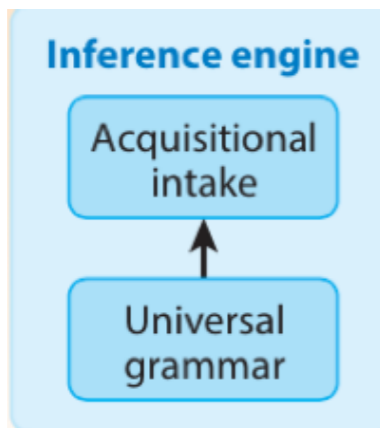 Inference engine
Acquisitional
intake
Universal
grammar